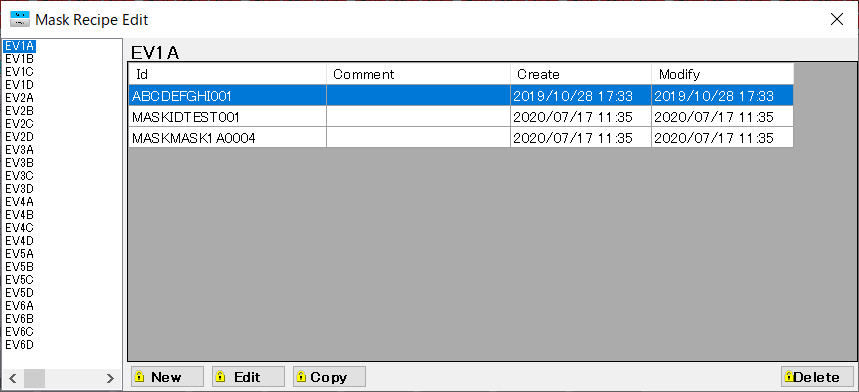 Mask Recipe Edit
EV1A
EV1B
EV1C
EV1D
EV2A
EV2B
EV2C
EV2D
EV3A
EV3B
EV3C
EV3D
EV4A
EV4B
EV4C
EV4D
EV5A
EV5B
EV5C
EV5D
EV6A
EV6B
EV6C
EV6D
EV1A
Id Comment Create Modify
ABCDEFGHI001 2019/10/28 17:33 2019/10/28 17:33
MASKIDTEST001 2020/07/17 11:35 2020/07/17 11:35
MASKMASK1A0004 2020/07/17 11:35 2020/07/17 11:35
New Edit Copy Delete